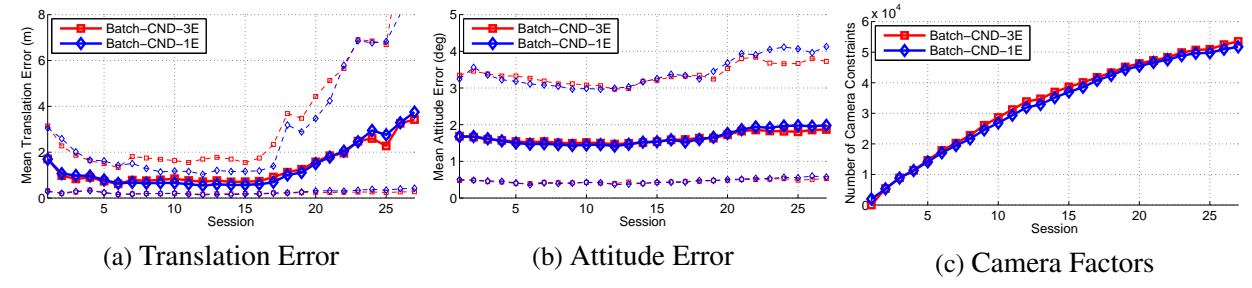 Mean Translation Error (m)
8
6
4
2
0
5 10 15 20 25
Session
Batch−CND−3E
Batch−CND−1E
(a) Translation Error
Mean Attitude Error (deg)
5
4
3
2
1
0
5 10 15 20 25
Session
Batch−CND−3E
Batch−CND−1E
(b) Attitude Error
Number of Camera Constraints
x 10^4
6
5
4
3
2
1
0
5 10 15 20 25
Session
Batch−CND−3E
Batch−CND−1E
(c) Camera Factors